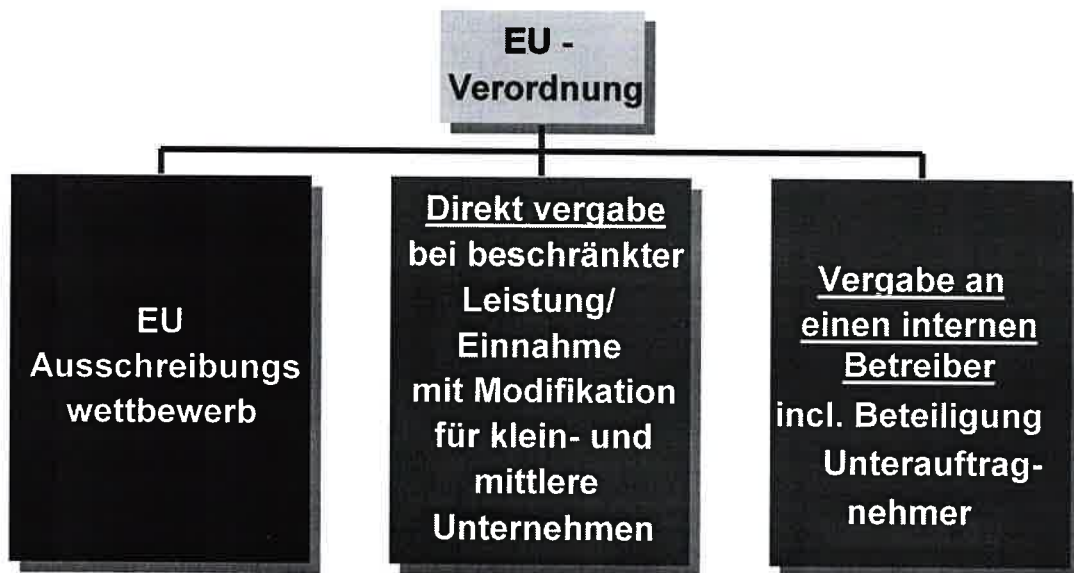 EU -
Verordnung
EU
Ausschreibungs
wettbewerb
Direkt vergabe
bei beschränkter
Leistung/
Einnahme
mit Modifikation
für klein- und
mittlere
Unternehmen
Vergabe an
einen internen
Betreiber
incl. Beteiligung
Unterauftrag-
nehmer